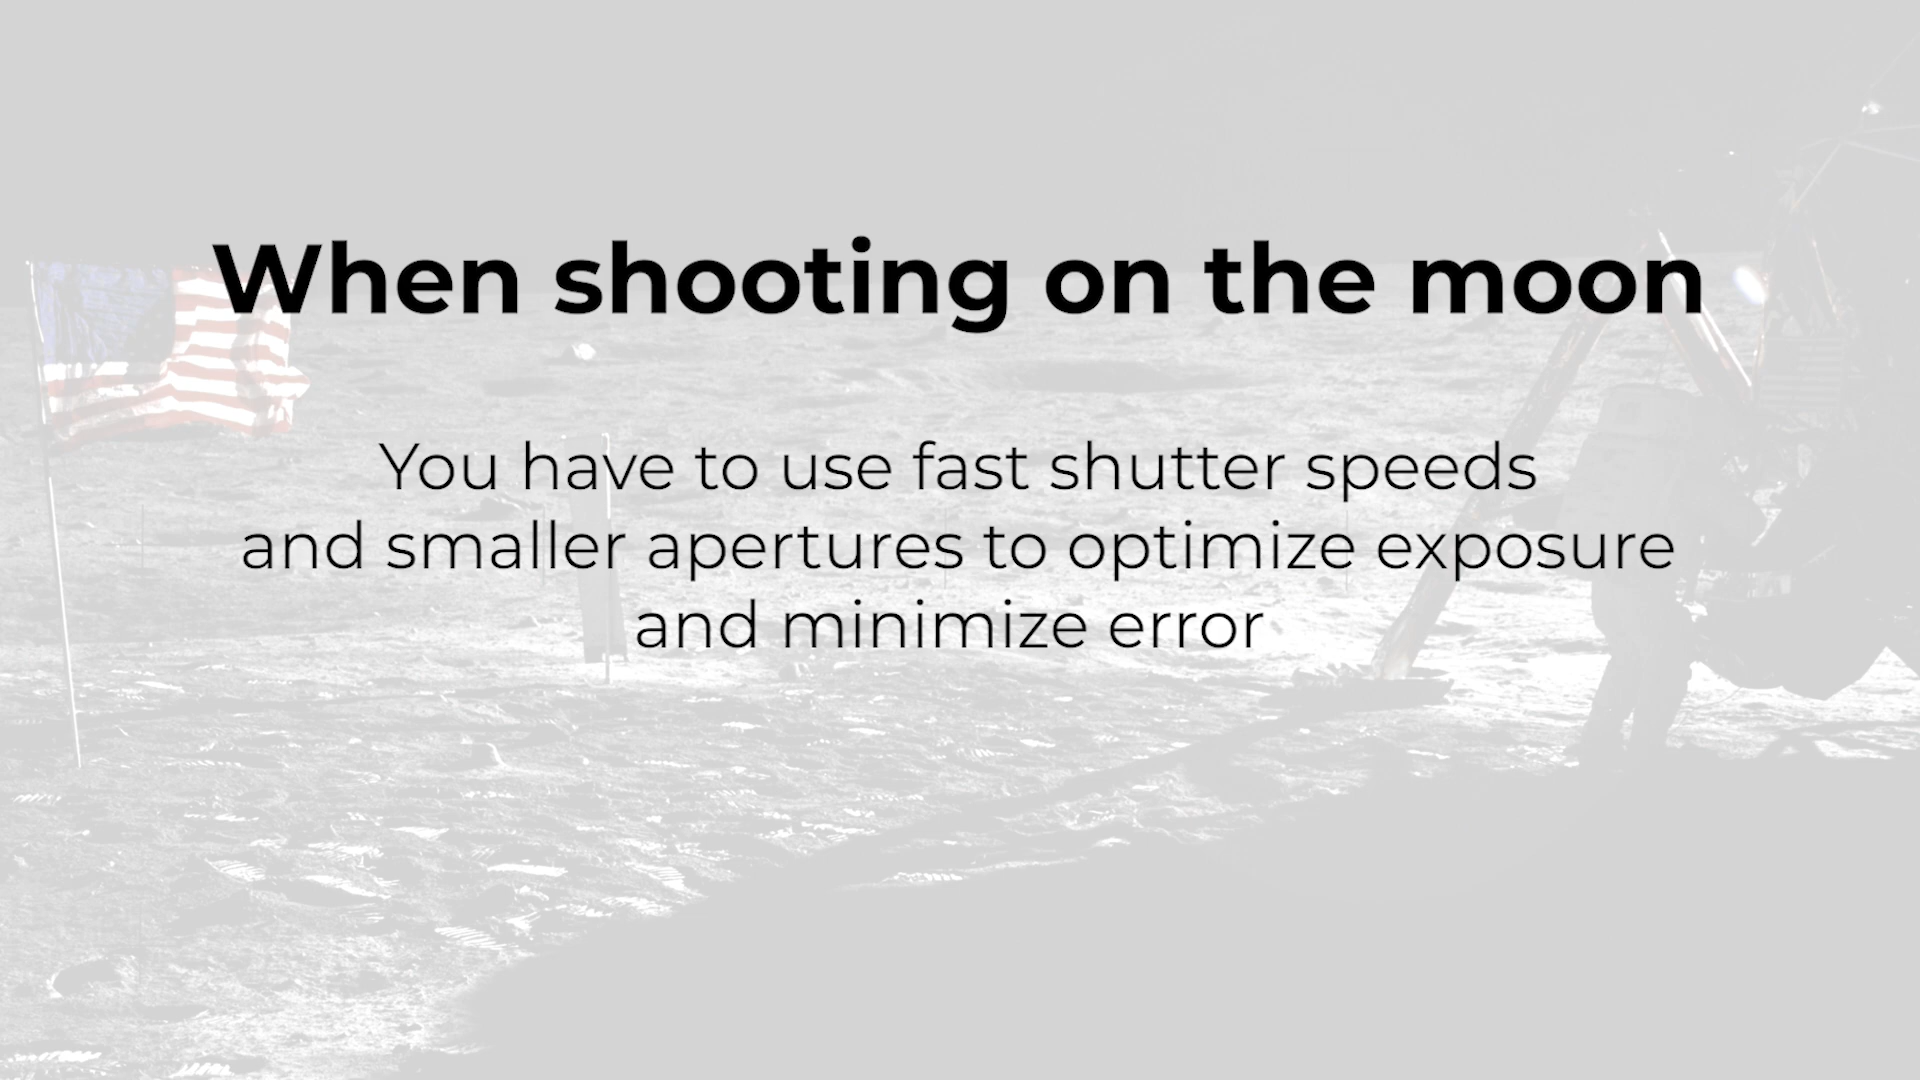 When shooting on the moon
You have to use fast shutter speeds
and smaller apertures to optimize exposure
and minimize error